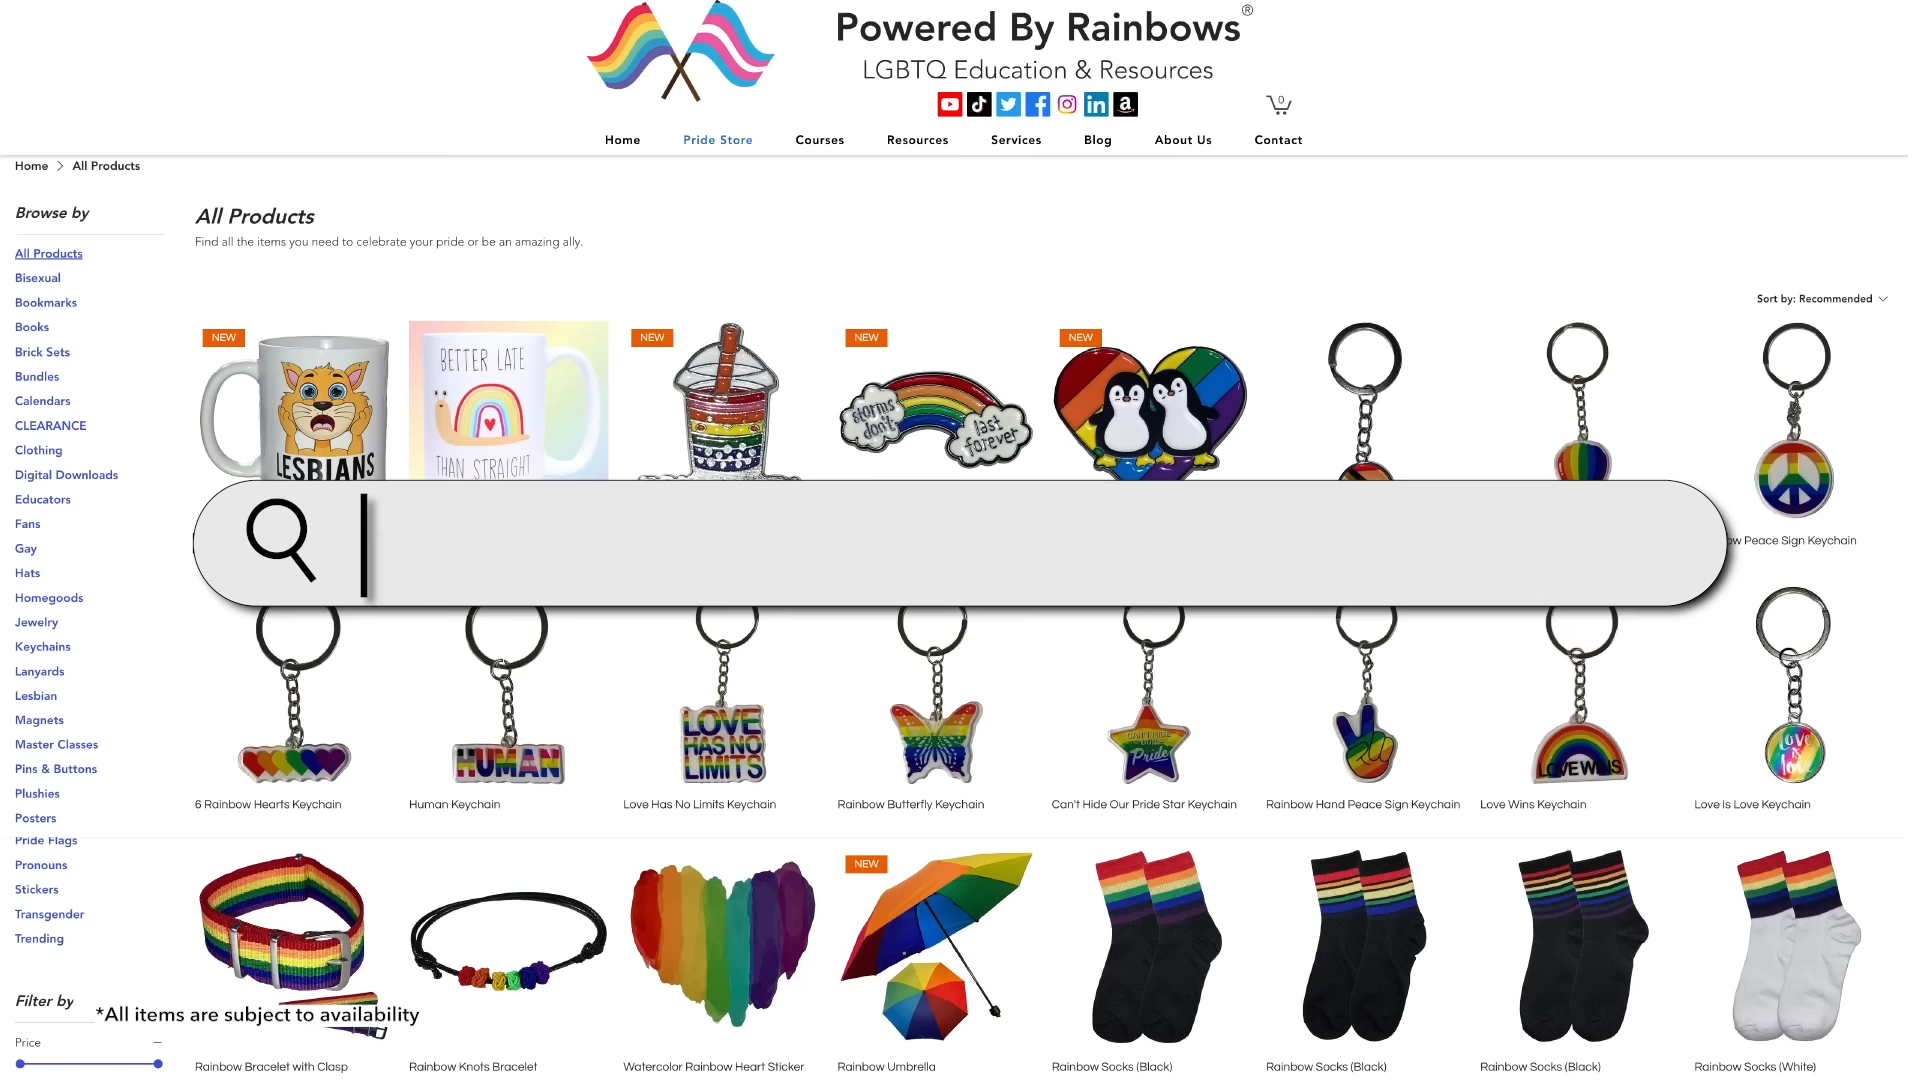 Powered By Rainbows®
LGBTQ Education & Resources
0
Home
Pride Store
Courses
Resources
Services
Blog
About Us
Contact
Home > All Products
Browse by
All Products
Bisexual
Bookmarks
Books
Brick Sets
Bundles
Calendars
CLEARANCE
Clothing
Digital Downloads
Educators
Fans
Gay
Hats
Homegoods
Jewelry
Keychains
Lanyards
Lesbian
Magnets
Master Classes
Pins & Buttons
Plushies
Posters
Pride Flags
Pronouns
Stickers
Transgender
Trending
Filter by
Price
All Products
Find all the items you need to celebrate your pride or be an amazing ally.
Sort by: Recommended
NEW
LESBIANS
BETTER LATE
THAN STRAIGHT
NEW
NEW
storms
don't
last
forever
NEW
Peace Sign Keychain
LOVE
HAS NO
LIMITS
HUMAN
CAN'T HIDE
Pride
LOVE WINS
Love
is
love
6 Rainbow Hearts Keychain
Human Keychain
Love Has No Limits Keychain
Rainbow Butterfly Keychain
Can't Hide Our Pride Star Keychain
Rainbow Hand Peace Sign Keychain
Love Wins Keychain
Love Is Love Keychain
NEW
*All items are subject to availability
Rainbow Bracelet with Clasp
Rainbow Knots Bracelet
Watercolor Rainbow Heart Sticker
Rainbow Umbrella
Rainbow Socks (Black)
Rainbow Socks (Black)
Rainbow Socks (Black)
Rainbow Socks (White)